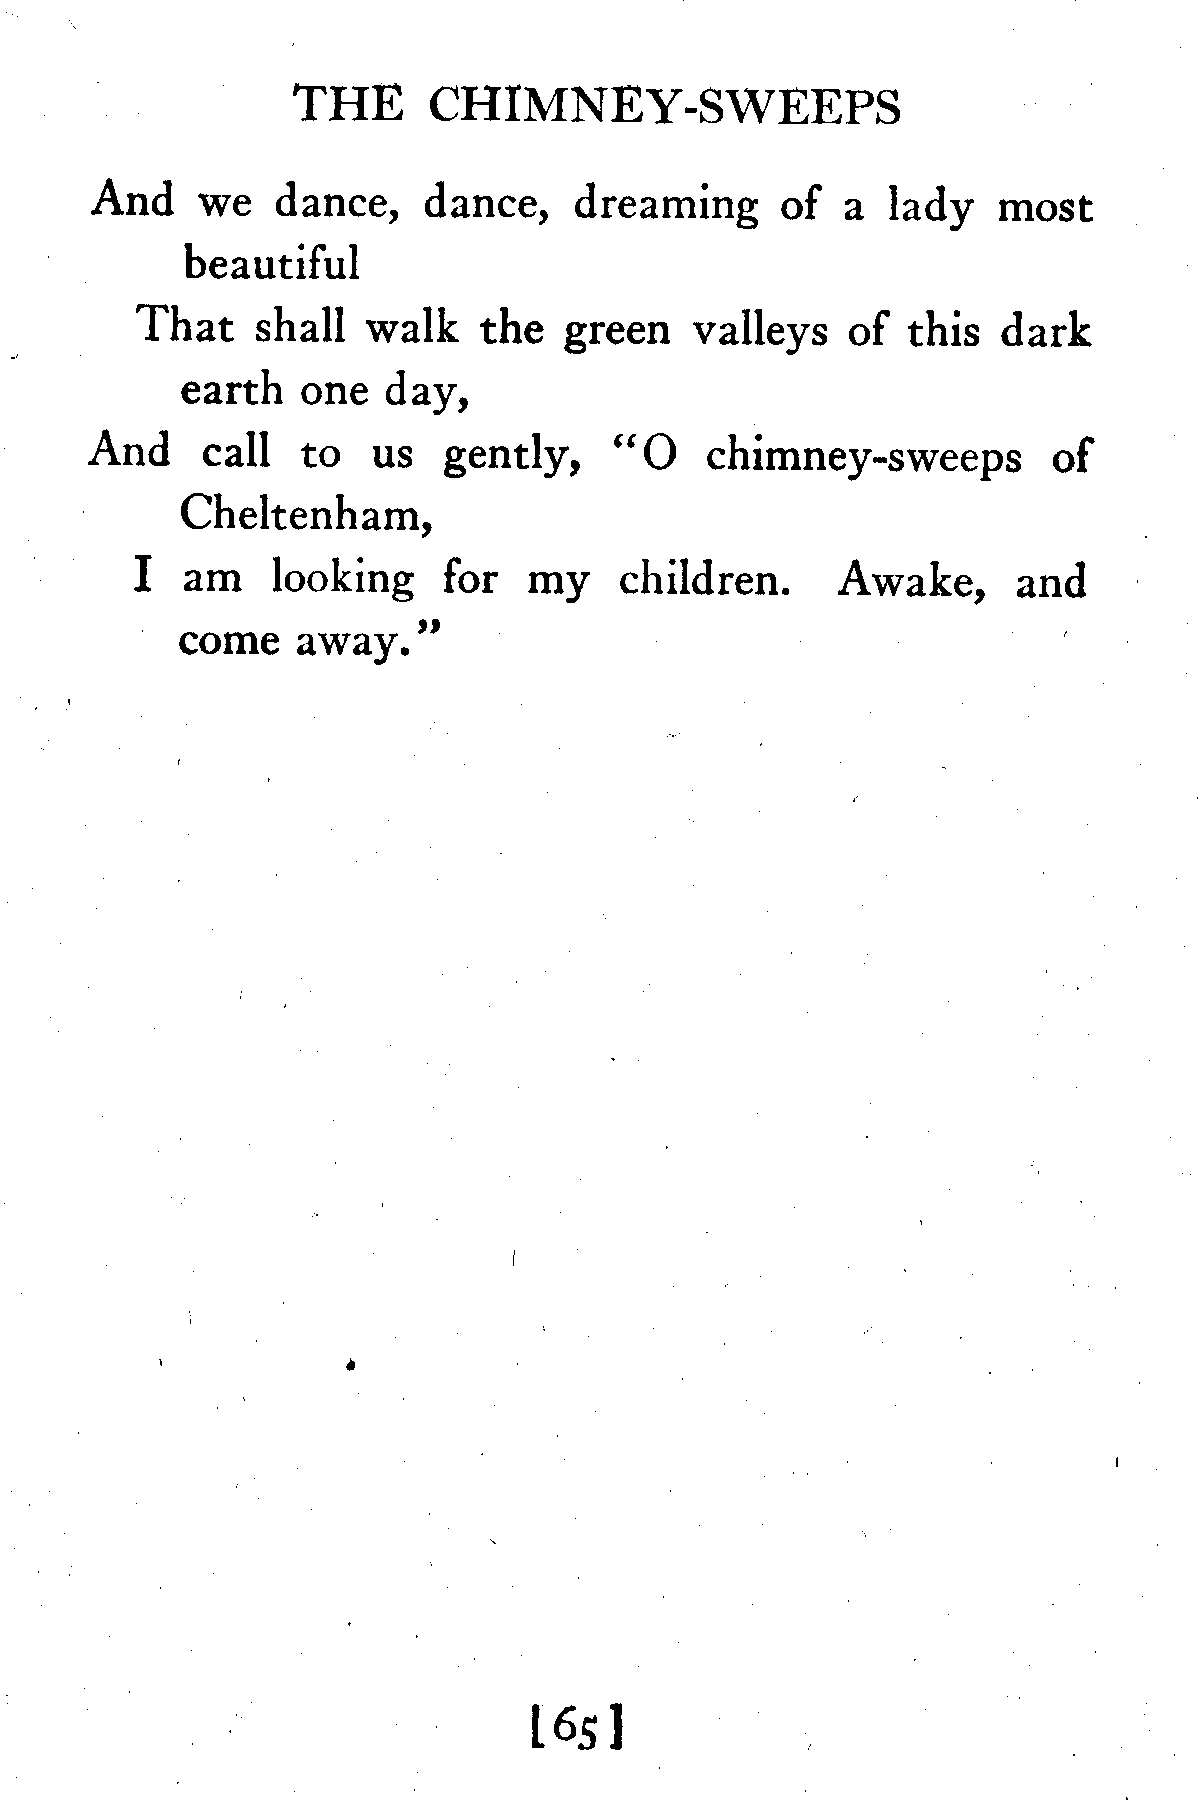 THE CHIMNEY-SWEEPS
And we dance, dance, dreaming of a lady most
beautiful
That shall walk the green valleys of this dark
earth one day,
And call to us gently, “O chimney-sweeps of
Cheltenham,
I am looking for my children. Awake, and
come away.”
[65]